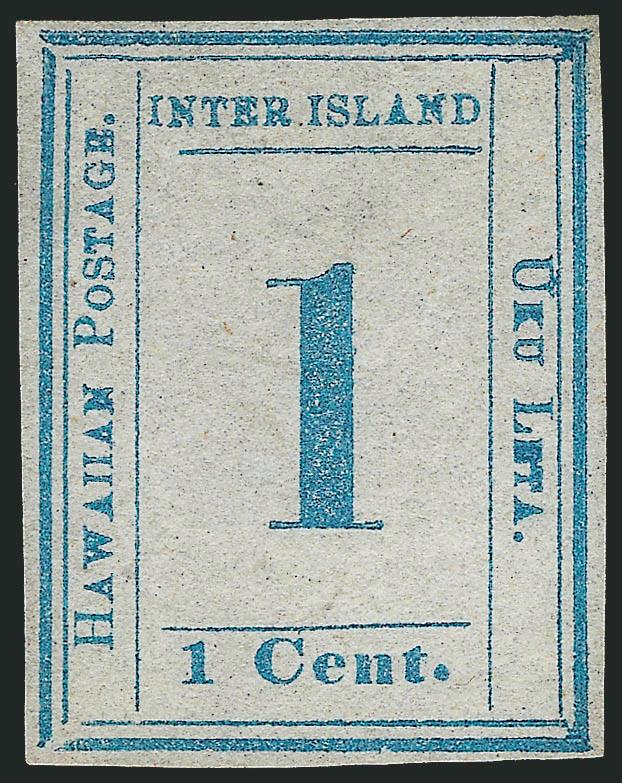 INTER ISLAND
HAWAIIAN POSTAGE.
1
UKU LETA.
1 Cent.